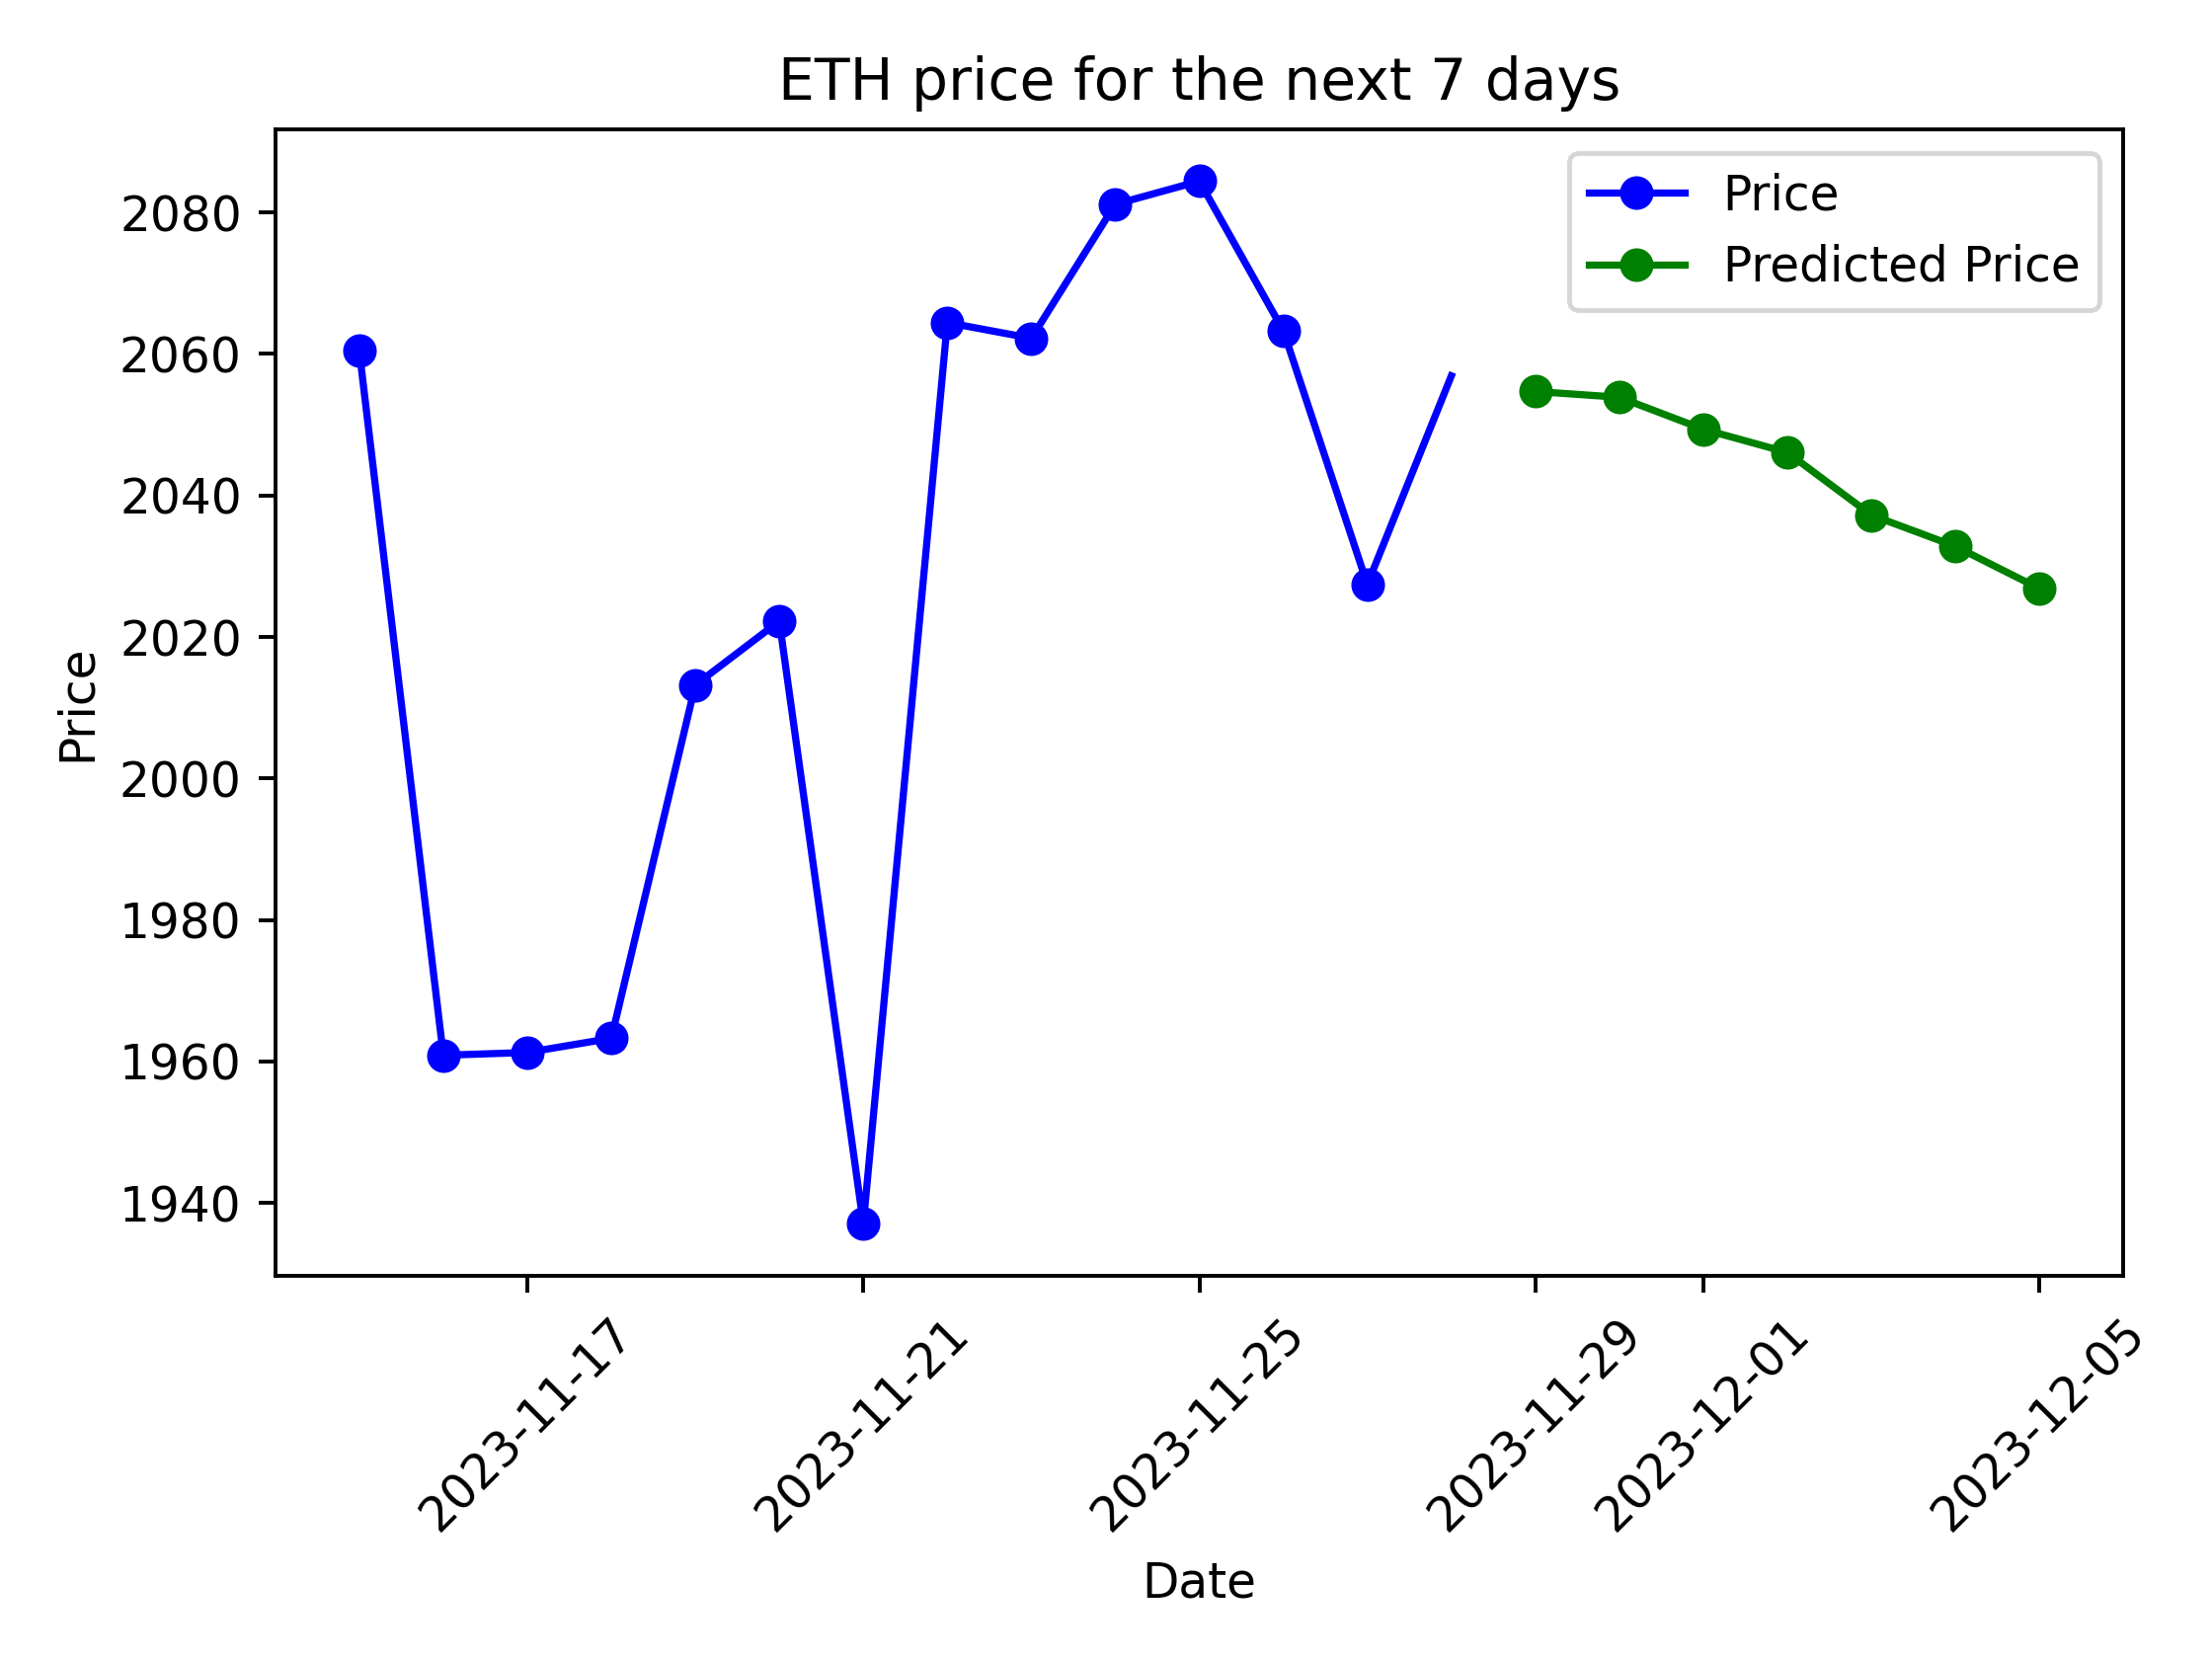 ETH price for the next 7 days
Price
Predicted Price
2080
2060
2040
2020
2000
1980
1960
1940
Price
2023-11-17
2023-11-21
2023-11-25
2023-11-29
2023-12-01
2023-12-05
Date